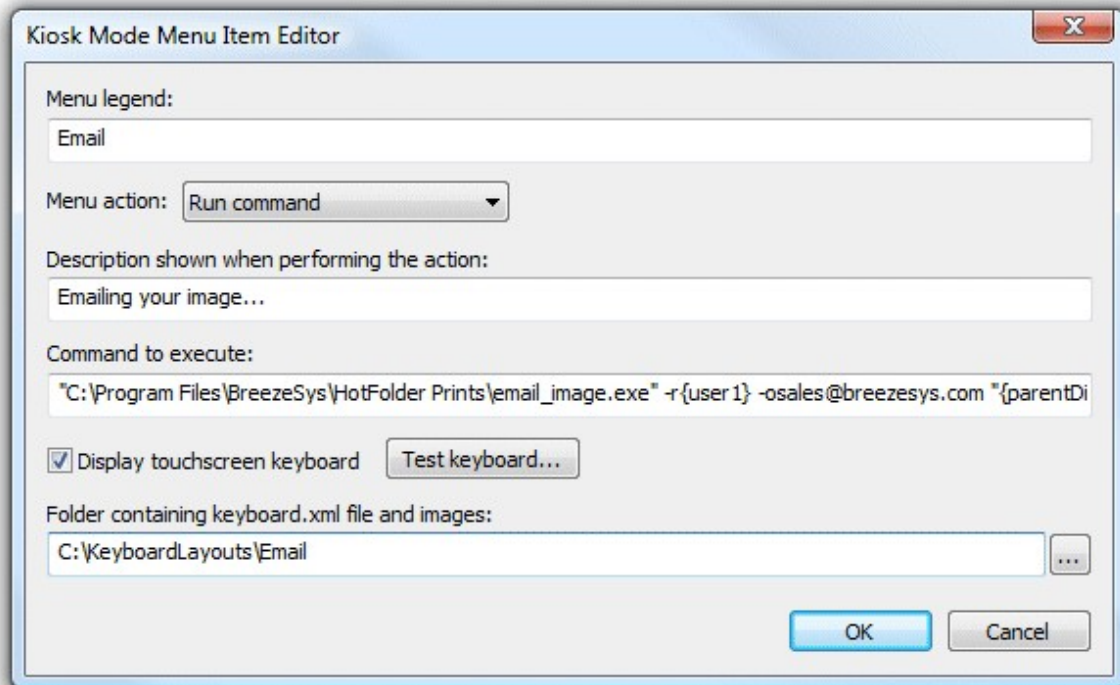 Kiosk Mode Menu Item Editor
X
Menu legend:
Email
Menu action: Run command
Description shown when performing the action:
Emailing your image...
Command to execute:
"C:\Program Files\BreezeSys\HotFolder Prints\email_image.exe" -r{user1} -osales@breezesys.com "{parentDi
Display touchscreen keyboard Test keyboard...
Folder containing keyboard.xml file and images:
C:\KeyboardLayouts\Email ...
OK Cancel